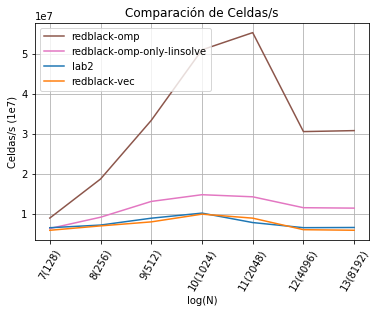 Comparación de Celdas/s
1e7
redblack-omp
redblack-omp-only-linsolve
lab2
redblack-vec
Celdas/s (1e7)
5
4
3
2
1
7(128)
8(256)
9(512)
10(1024)
11(2048)
12(4096)
13(8192)
log(N)